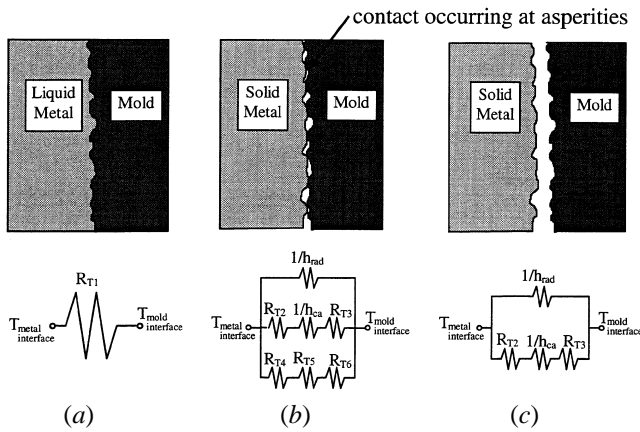 contact occurring at asperities
Liquid Metal
Mold
Solid Metal
Mold
Solid Metal
Mold
R_T1
T_metal interface
T_mold interface
1/h_rad
R_T2 1/h_ca R_T3
T_metal interface
T_mold interface
R_T4 R_T5 R_T6
1/h_rad
T_metal interface
T_mold interface
R_T2 1/h_ca R_T3
(a) (b) (c)